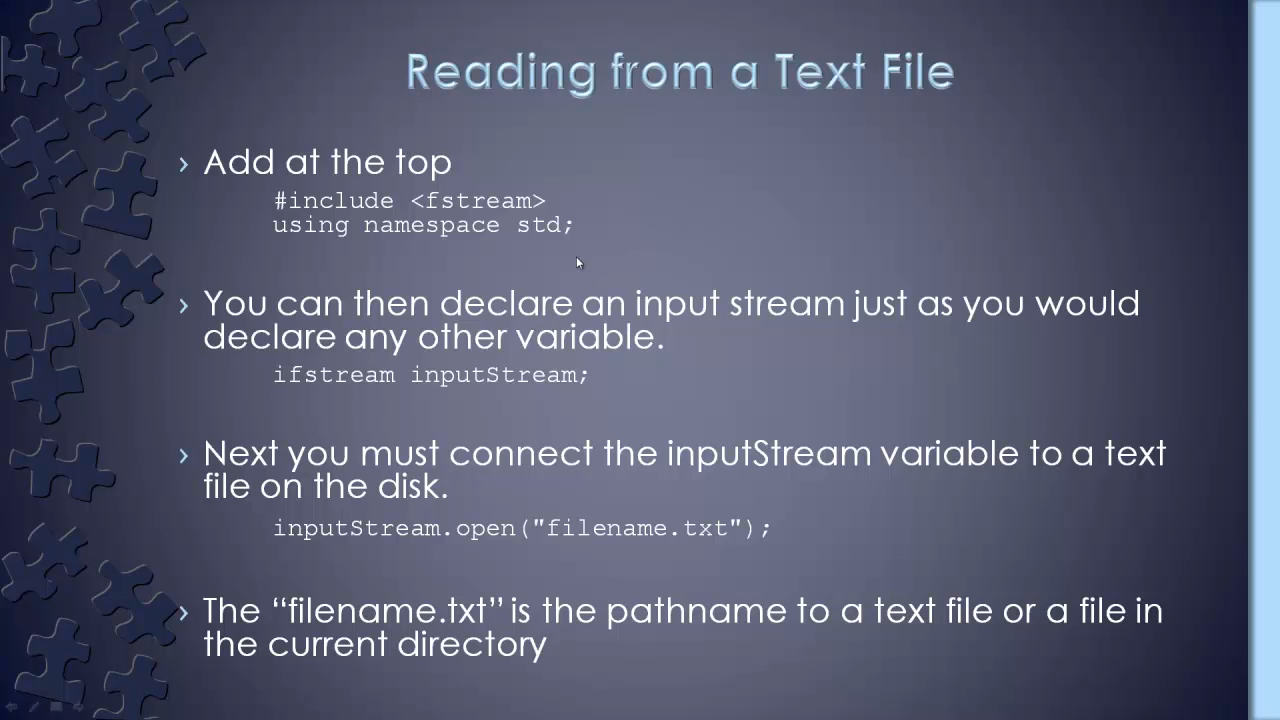 Reading from a Text File
Add at the top
#include <fstream>
using namespace std;
You can then declare an input stream just as you would
declare any other variable.
ifstream inputStream;
Next you must connect the inputStream variable to a text
file on the disk.
inputStream.open("filename.txt");
The “filename.txt” is the pathname to a text file or a file in
the current directory